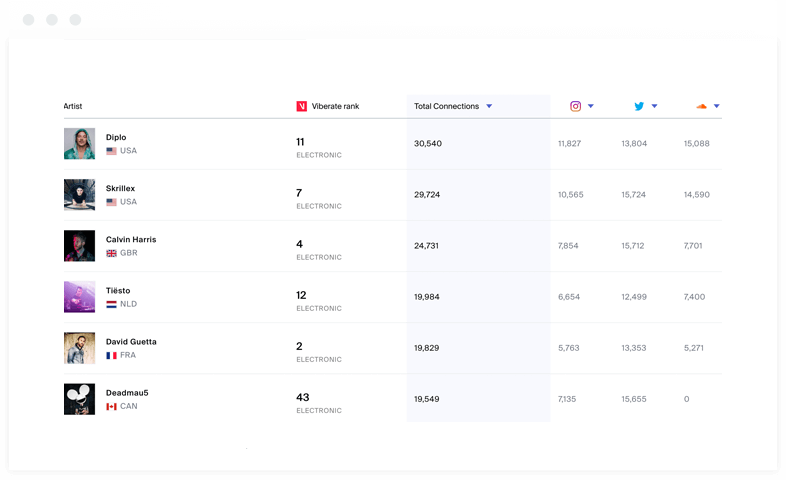 Artist Viberate rank Total Connections
Diplo
USA
11
ELECTRONIC
30,540 11,827 13,804 15,088
Skrillex
USA
7
ELECTRONIC
29,724 10,565 15,724 14,590
Calvin Harris
GBR
4
ELECTRONIC
24,731 7,854 15,712 7,701
Tiësto
NLD
12
ELECTRONIC
19,984 6,654 12,499 7,400
David Guetta
FRA
2
ELECTRONIC
19,829 5,763 13,353 5,271
Deadmau5
CAN
43
ELECTRONIC
19,549 7,135 15,655 0